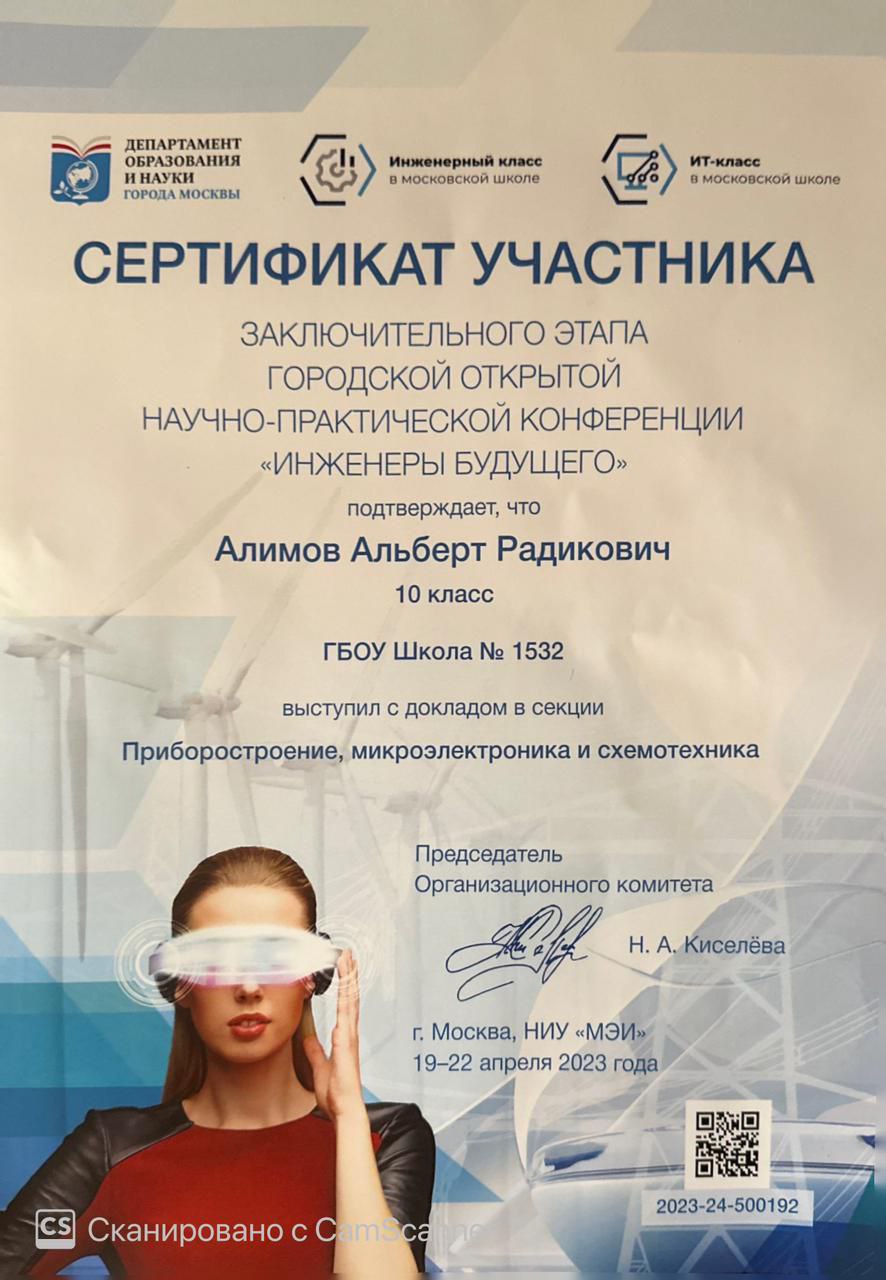 ДЕПАРТАМЕНТ
ОБРАЗОВАНИЯ
И НАУКИ
ГОРОДА МОСКВЫ
Инженерный класс
в московской школе
ИТ-класс
в московской школе
СЕРТИФИКАТ УЧАСТНИКА
ЗАКЛЮЧИТЕЛЬНОГО ЭТАПА
ГОРОДСКОЙ ОТКРЫТОЙ
НАУЧНО-ПРАКТИЧЕСКОЙ КОНФЕРЕНЦИИ
«ИНЖЕНЕРЫ БУДУЩЕГО»
подтверждает, что
Алимов Альберт Радикович
10 класс
ГБОУ Школа № 1532
выступил с докладом в секции
Приборостроение, микроэлектроника и схемотехника
Председатель
Организационного комитета
Н. А. Киселёва
г. Москва, НИУ «МЭИ»
19–22 апреля 2023 года
2023-24-500192
CS Сканировано с CamScanne